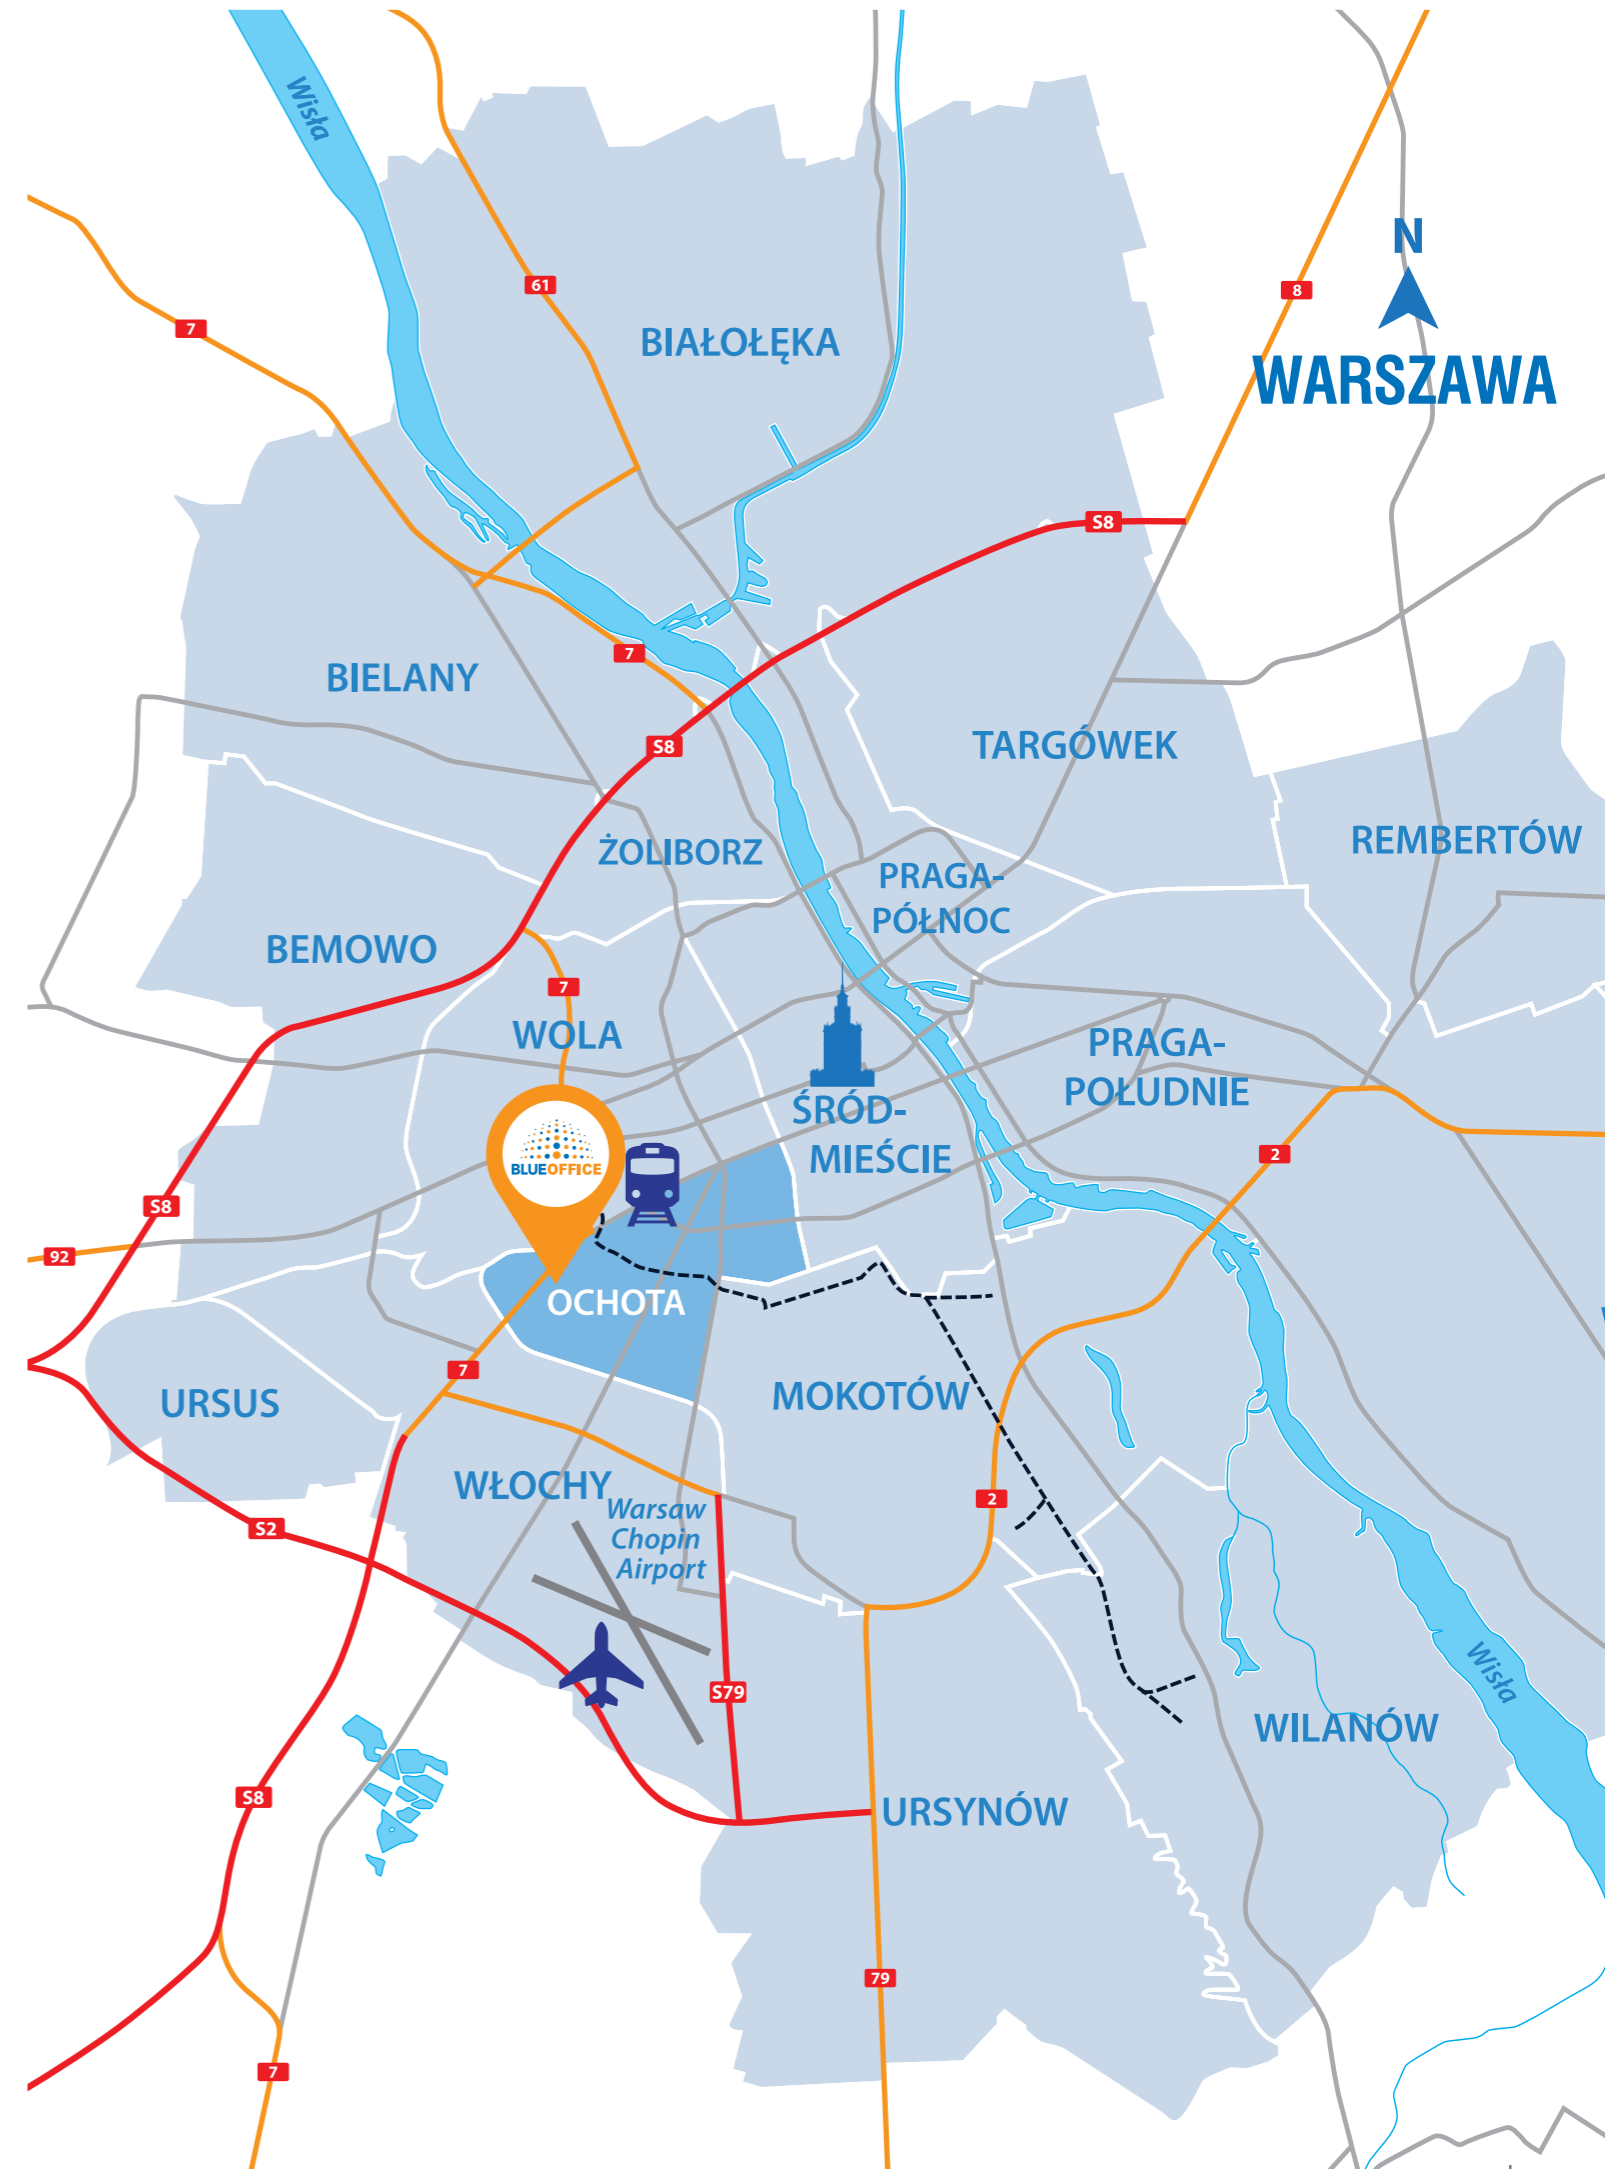 Wisła
61
N
8
7
BIAŁOŁĘKA
WARSZAWA
S8
7
BIELANY
S8
TARGÓWEK
ŻOLIBORZ
REMBERTÓW
PRAGA-
PÓŁNOC
BEMOWO
7
WOLA
PRAGA-
POŁUDNIE
ŚRÓD-
MIEŚCIE
BLUEOFFICE
2
S8
92
OCHOTA
7
URSUS
MOKOTÓW
WŁOCHY
Warsaw
Chopin
Airport
2
S2
Wisła
S79
WILANÓW
S8
URSYNÓW
79
7